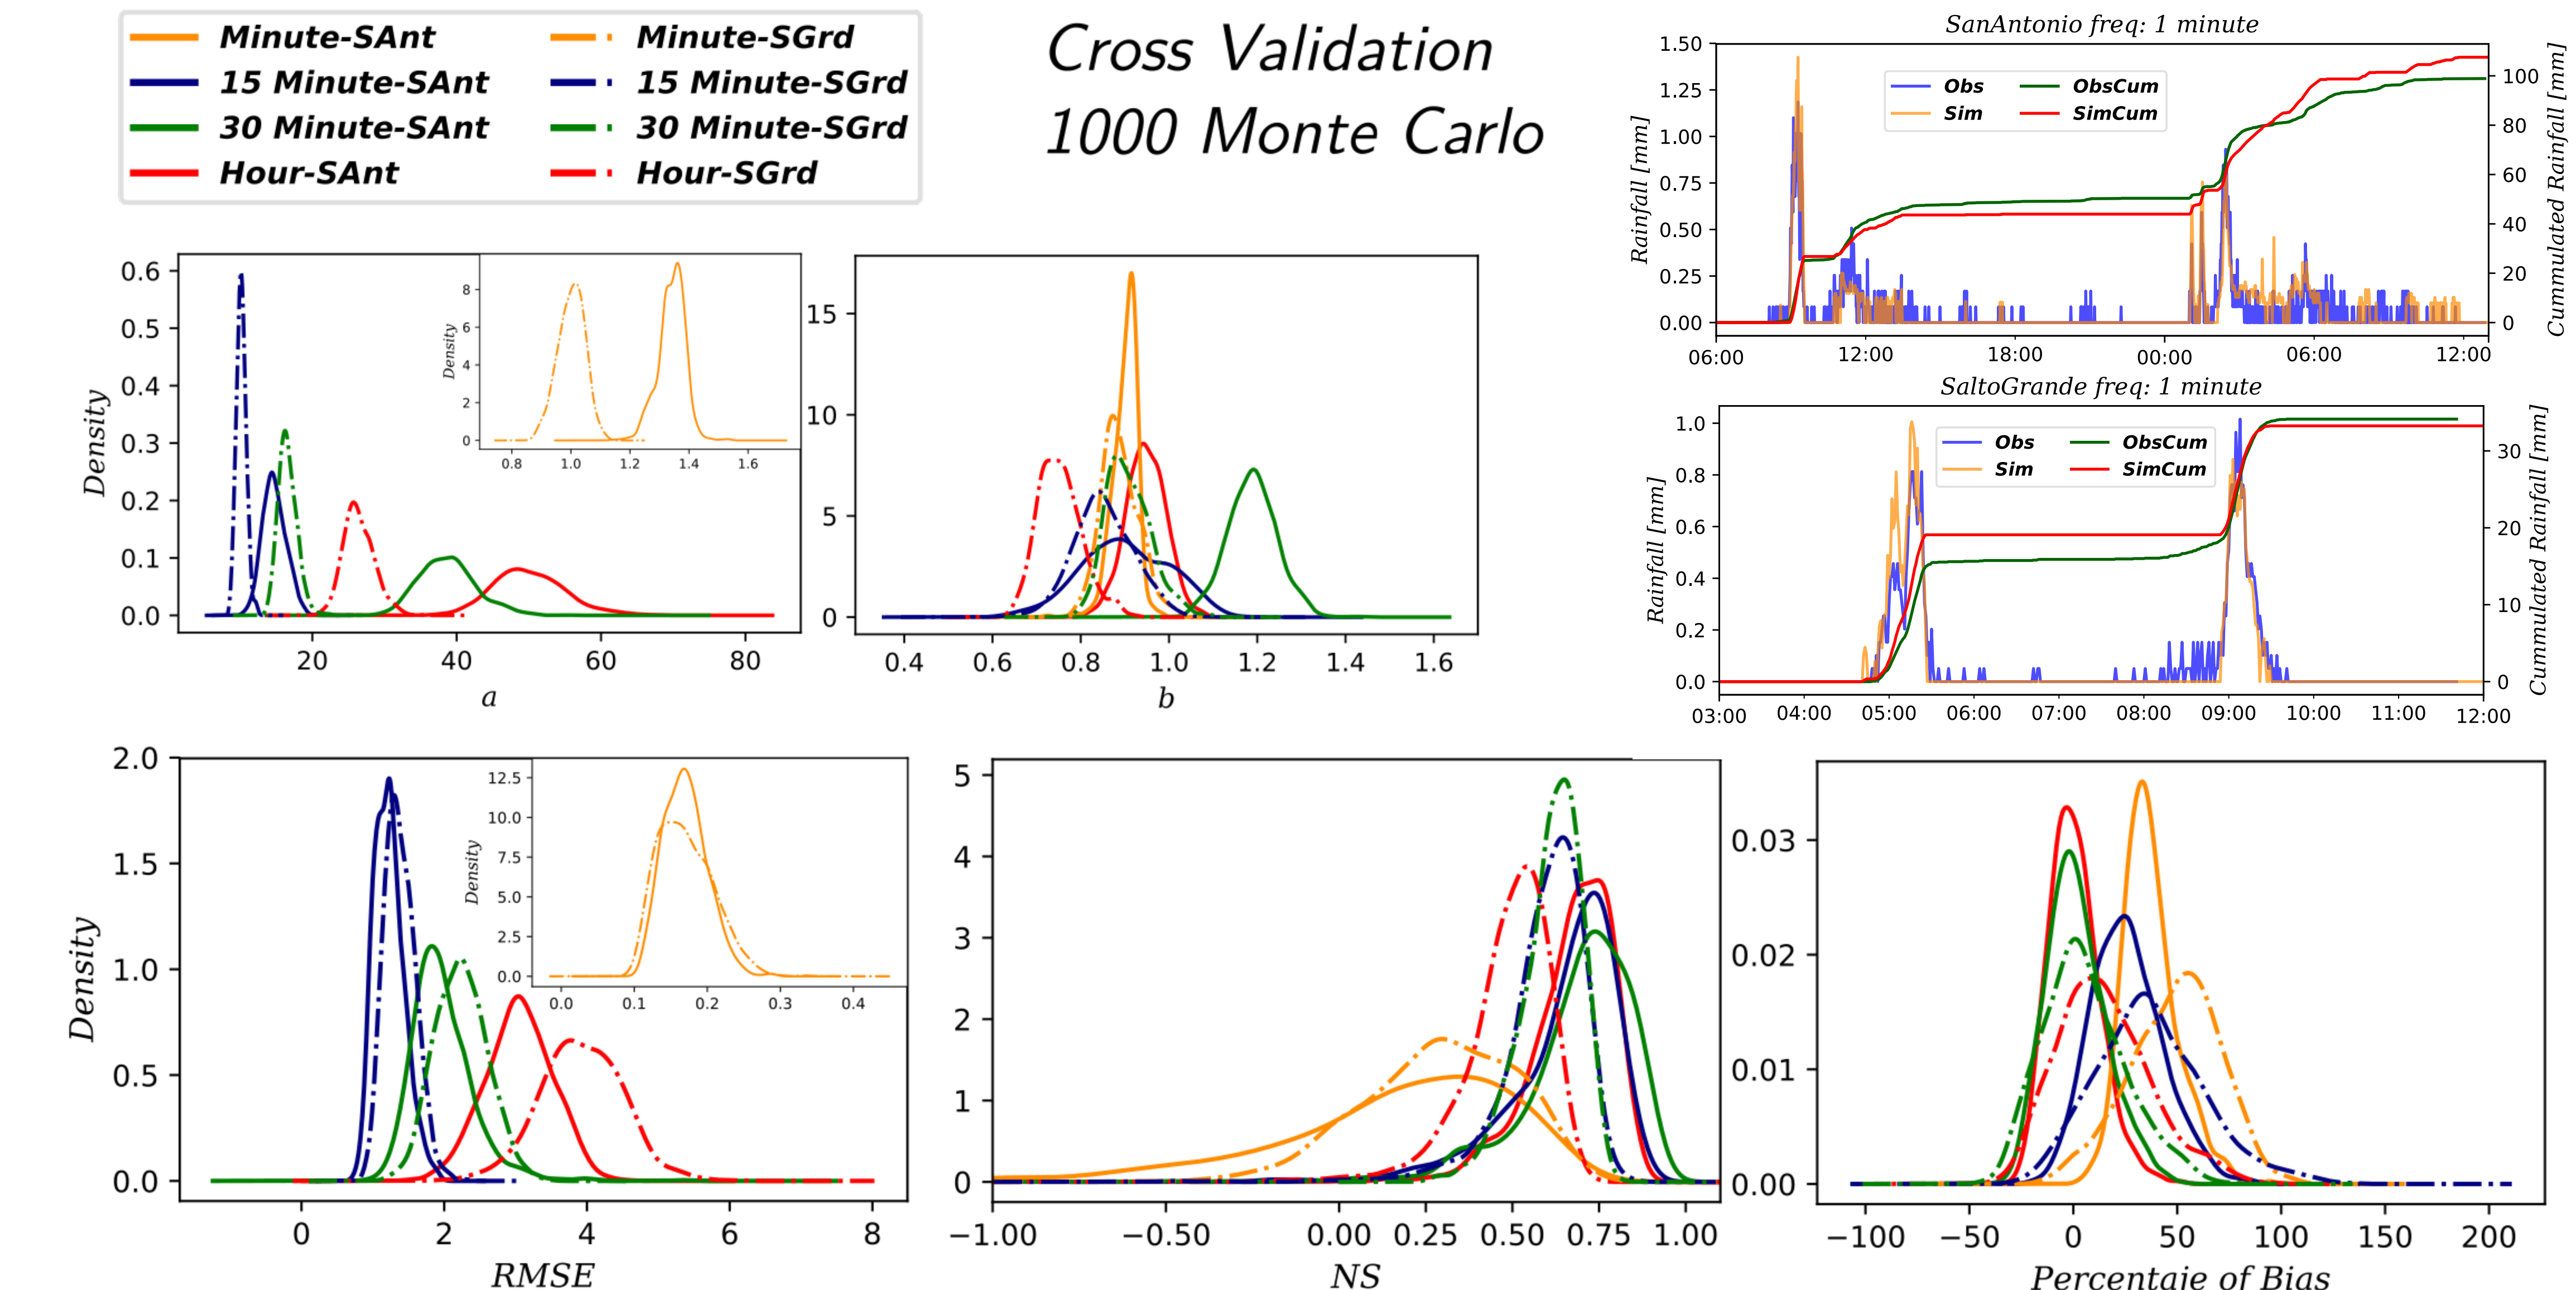 Minute-SAnt
Minute-SGrd
15 Minute-SAnt
15 Minute-SGrd
30 Minute-SAnt
30 Minute-SGrd
Hour-SAnt
Hour-SGrd
Cross Validation
1000 Monte Carlo
SanAntonio freq: 1 minute
Rainfall [mm]
1.50
1.25
1.00
0.75
0.50
0.25
0.00
Obs
ObsCum
Sim
SimCum
100
80
60
40
20
0
Cummulated Rainfall [mm]
06:00 12:00 18:00 00:00 06:00 12:00
SaltoGrande freq: 1 minute
Rainfall [mm]
1.0
0.8
0.6
0.4
0.2
0.0
Obs
ObsCum
Sim
SimCum
30
20
10
0
Cummulated Rainfall [mm]
03:00 04:00 05:00 06:00 07:00 08:00 09:00 10:00 11:00 12:00
Density
0.6
0.5
0.4
0.3
0.2
0.1
0.0
Density
8
6
4
2
0
0.8 1.0 1.2 1.4 1.6
20 40 60 80
a
15
10
5
0
0.4 0.6 0.8 1.0 1.2 1.4 1.6
b
Density
2.0
1.5
1.0
0.5
0.0
Density
12.5
10.0
7.5
5.0
2.5
0.0
0.0 0.1 0.2 0.3 0.4
0 2 4 6 8
RMSE
5
4
3
2
1
0
−1.00 −0.50 0.00 0.25 0.50 0.75 1.00
NS
0.03
0.02
0.01
0.00
−100 −50 0 50 100 150 200
Percentaie of Bias